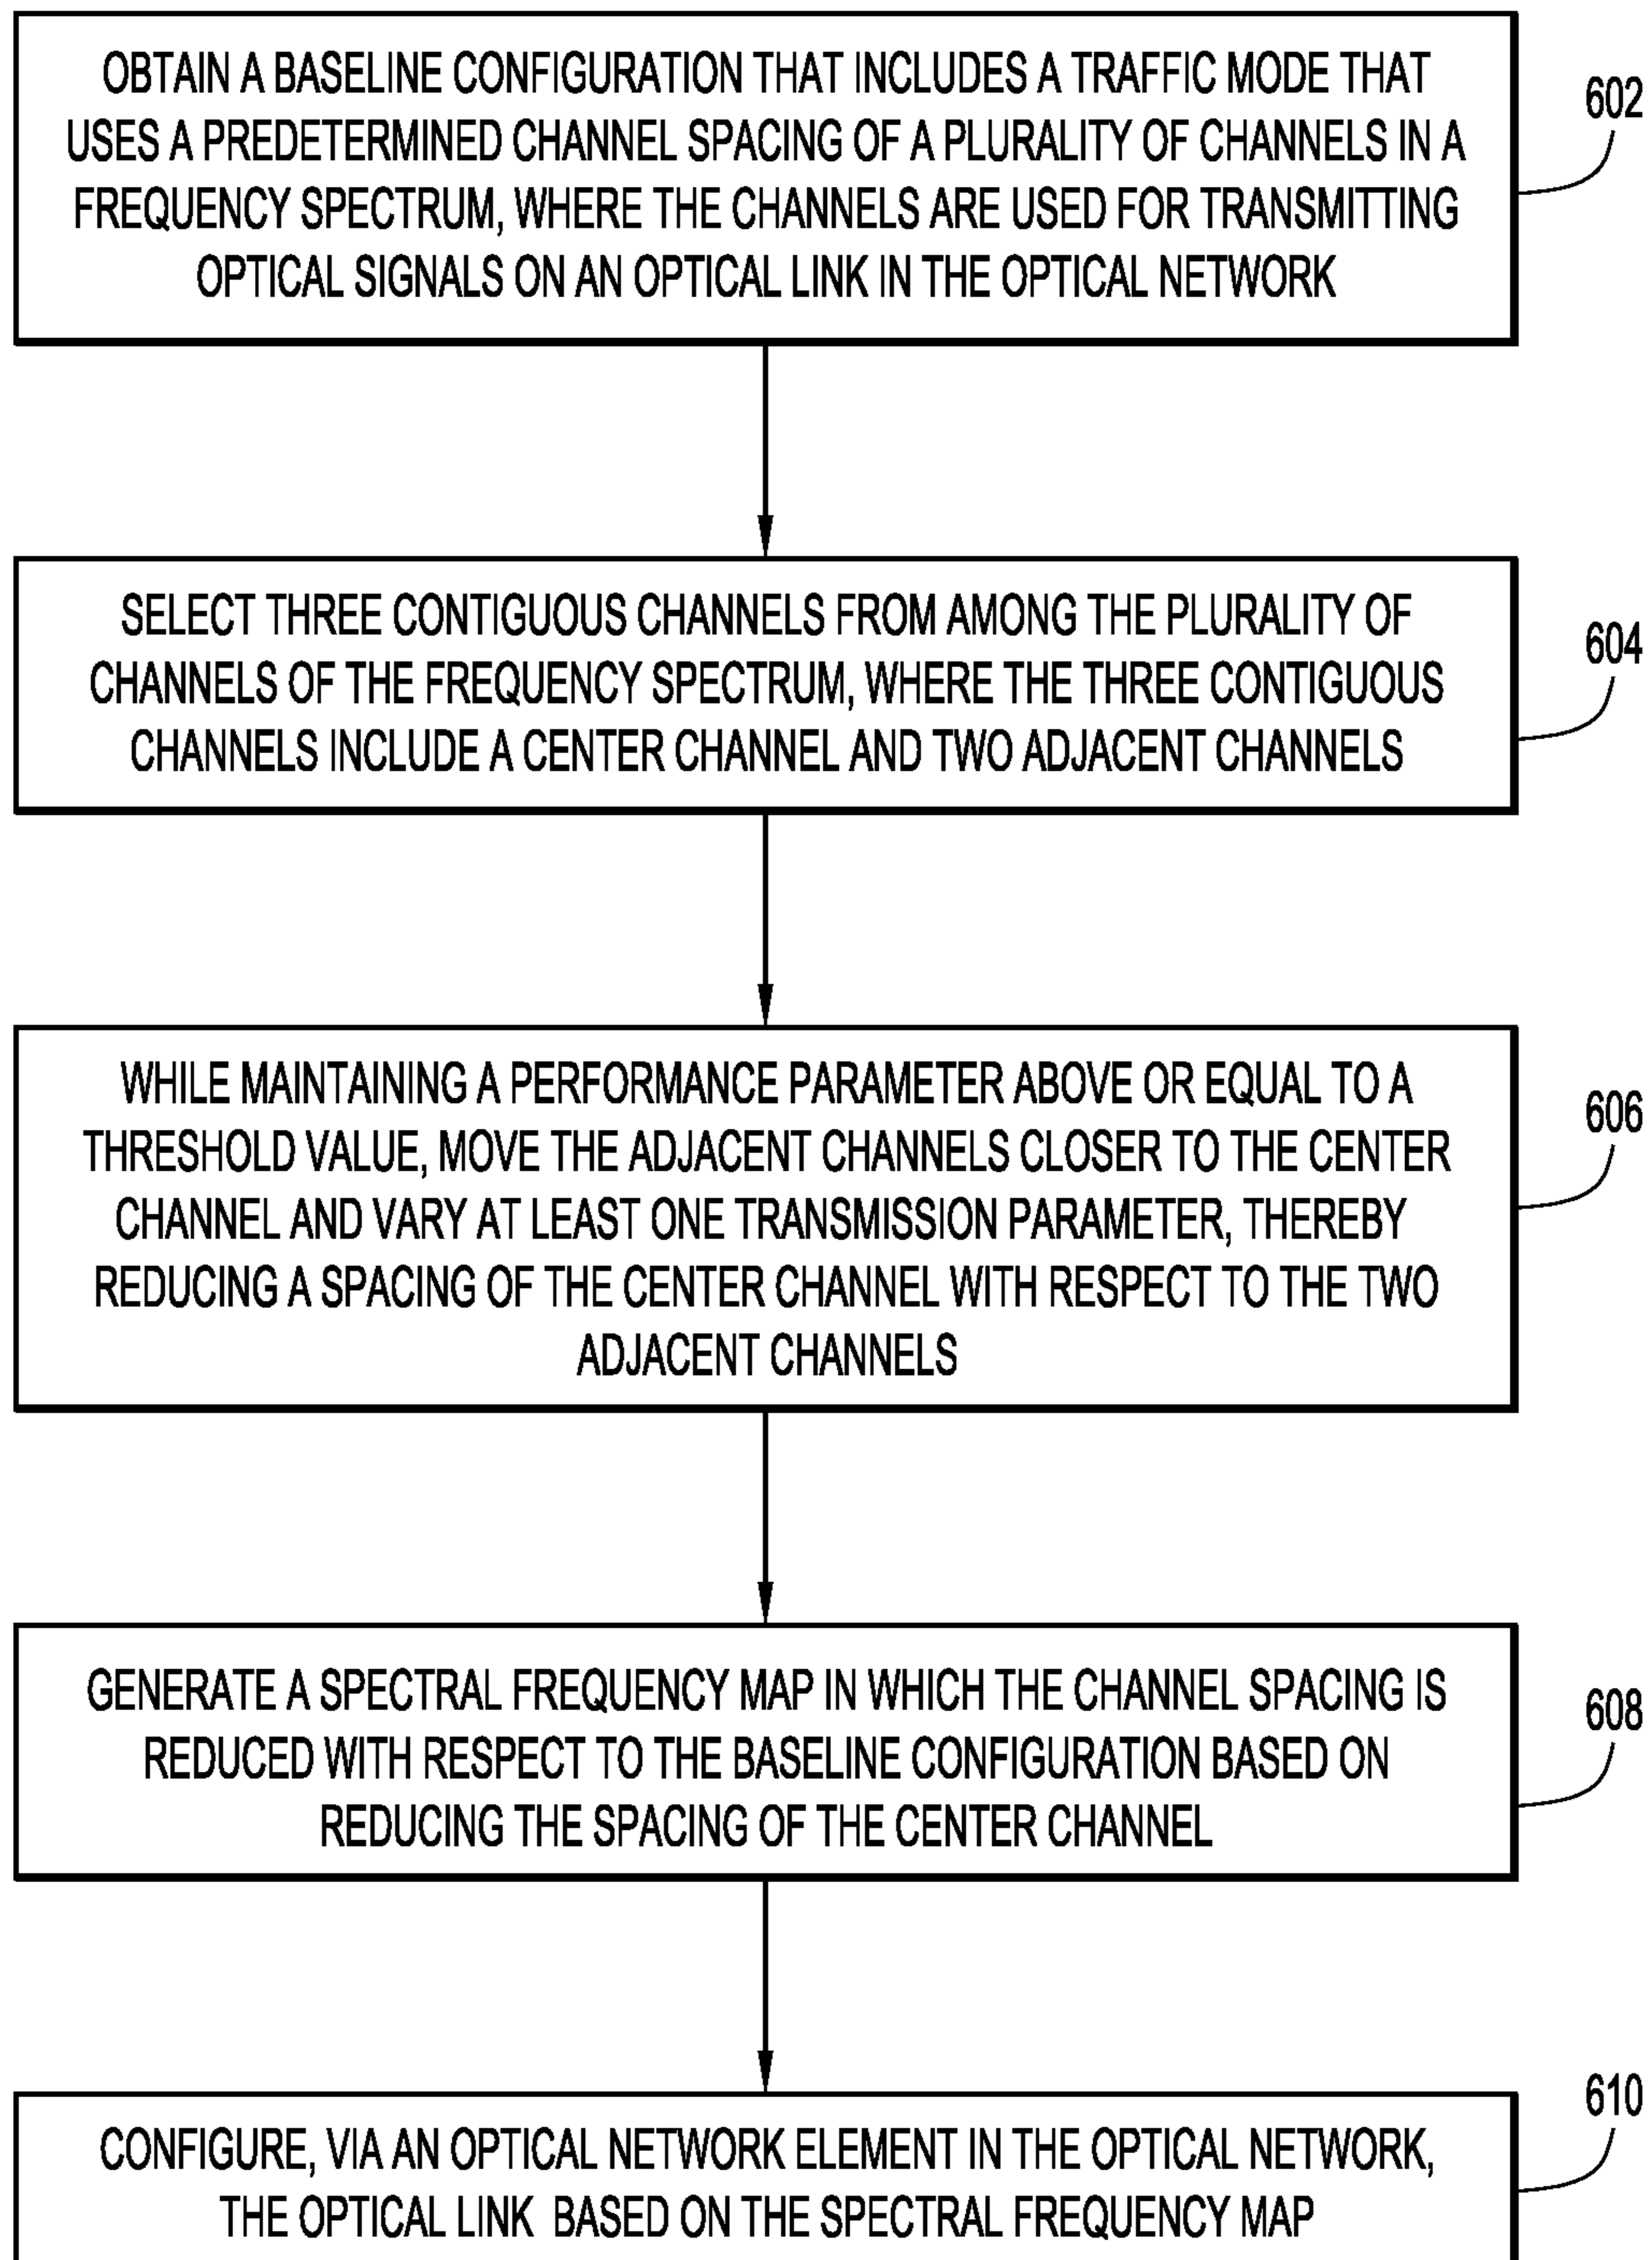 OBTAIN A BASELINE CONFIGURATION THAT INCLUDES A TRAFFIC MODE THAT
USES A PREDETERMINED CHANNEL SPACING OF A PLURALITY OF CHANNELS IN A
FREQUENCY SPECTRUM, WHERE THE CHANNELS ARE USED FOR TRANSMITTING
OPTICAL SIGNALS ON AN OPTICAL LINK IN THE OPTICAL NETWORK
602
SELECT THREE CONTIGUOUS CHANNELS FROM AMONG THE PLURALITY OF
CHANNELS OF THE FREQUENCY SPECTRUM, WHERE THE THREE CONTIGUOUS
CHANNELS INCLUDE A CENTER CHANNEL AND TWO ADJACENT CHANNELS
604
WHILE MAINTAINING A PERFORMANCE PARAMETER ABOVE OR EQUAL TO A
THRESHOLD VALUE, MOVE THE ADJACENT CHANNELS CLOSER TO THE CENTER
CHANNEL AND VARY AT LEAST ONE TRANSMISSION PARAMETER, THEREBY
REDUCING A SPACING OF THE CENTER CHANNEL WITH RESPECT TO THE TWO
ADJACENT CHANNELS
606
GENERATE A SPECTRAL FREQUENCY MAP IN WHICH THE CHANNEL SPACING IS
REDUCED WITH RESPECT TO THE BASELINE CONFIGURATION BASED ON
REDUCING THE SPACING OF THE CENTER CHANNEL
608
CONFIGURE, VIA AN OPTICAL NETWORK ELEMENT IN THE OPTICAL NETWORK,
THE OPTICAL LINK BASED ON THE SPECTRAL FREQUENCY MAP
610